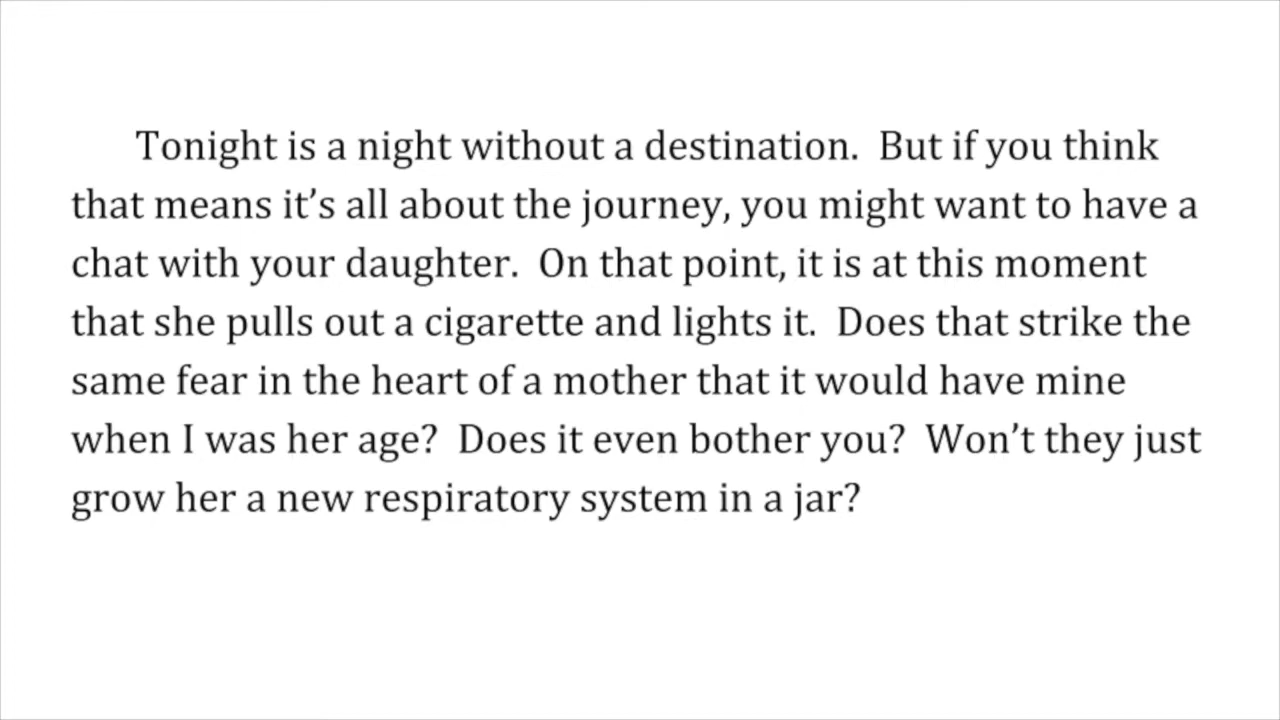 Tonight is a night without a destination.  But if you think
that means it’s all about the journey, you might want to have a
chat with your daughter.  On that point, it is at this moment
that she pulls out a cigarette and lights it.  Does that strike the
same fear in the heart of a mother that it would have mine
when I was her age?  Does it even bother you?  Won’t they just
grow her a new respiratory system in a jar?